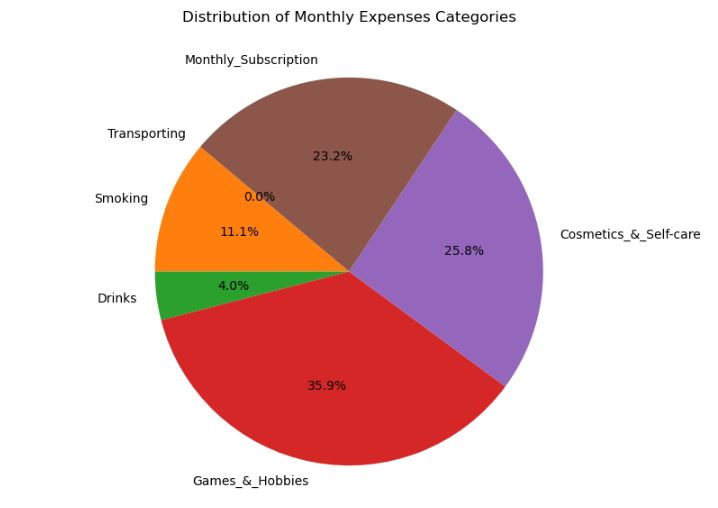 Distribution of Monthly Expenses Categories
Monthly_Subscription
Transporting
23.2%
0.0%
Smoking
11.1%
Cosmetics_&_Self-care
25.8%
Drinks
4.0%
35.9%
Games_&_Hobbies